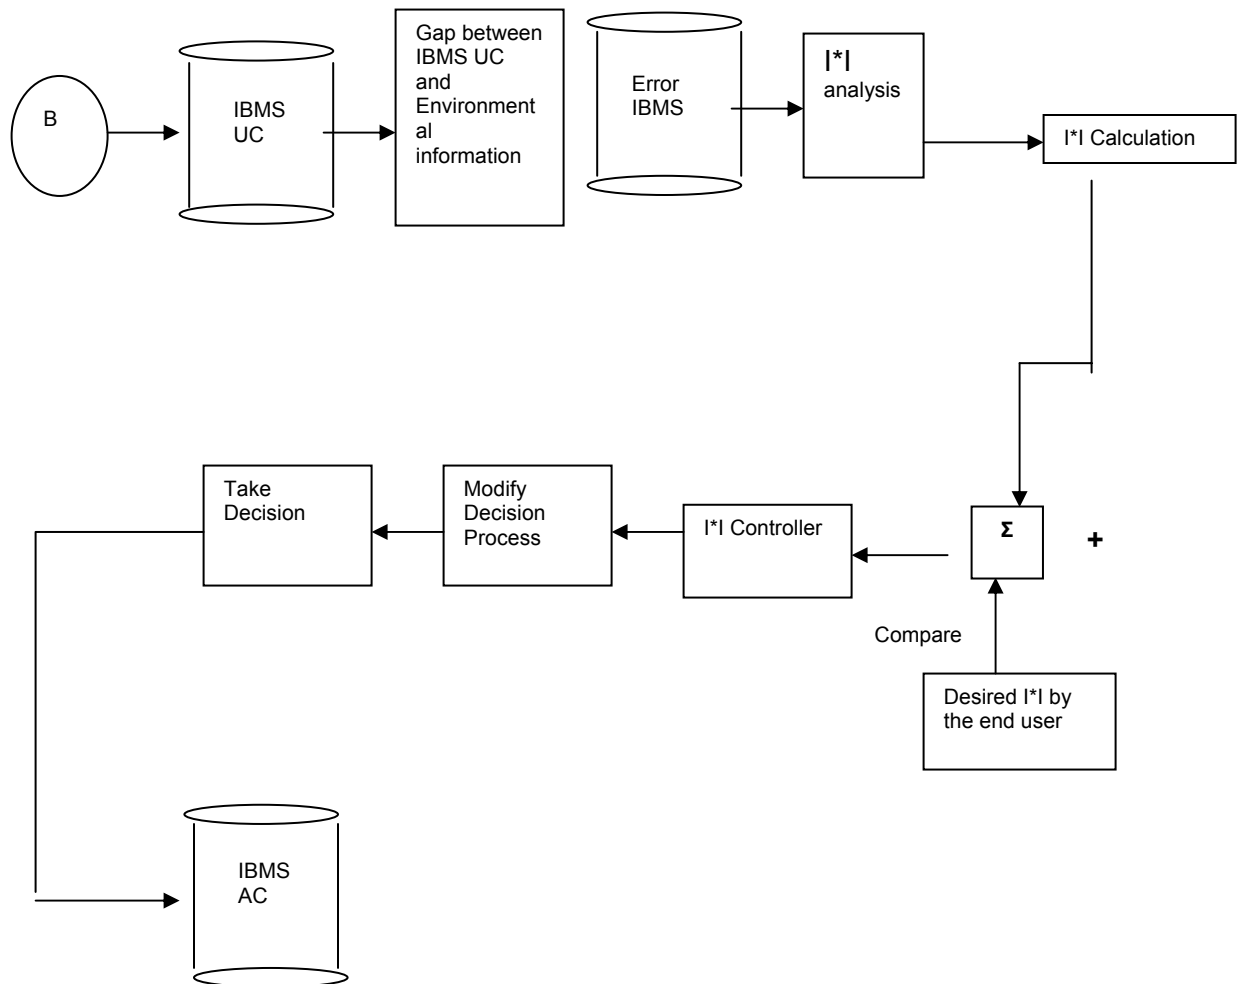 B
IBMS
UC
Gap between
IBMS UC
and
Environment
al
information
Error
IBMS
I*I
analysis
I*I Calculation
Take
Decision
Modify
Decision
Process
I*I Controller
Σ
+
Compare
Desired I*I by
the end user
IBMS
AC